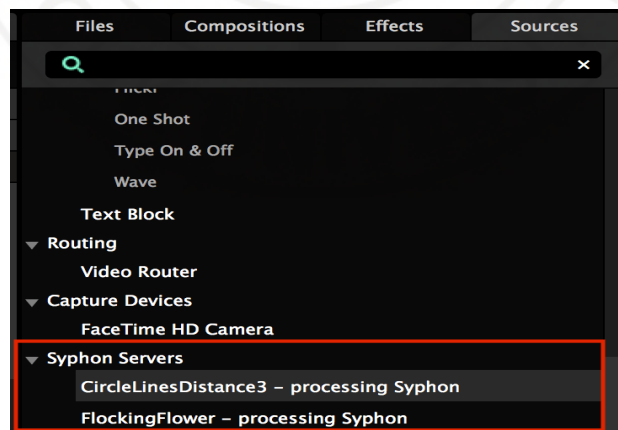 Files Compositions Effects Sources
One Shot
Type On & Off
Wave
Text Block
Routing
Video Router
Capture Devices
FaceTime HD Camera
Syphon Servers
CircleLinesDistance3 – processing Syphon
FlockingFlower – processing Syphon